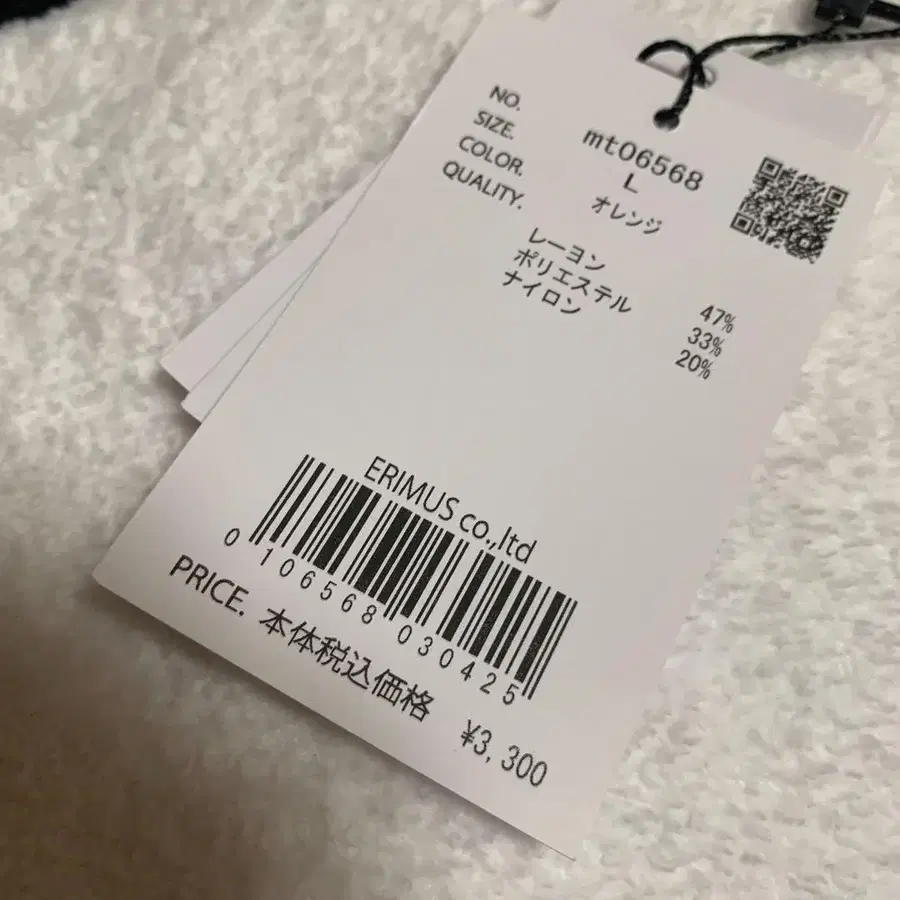 NO. mt06568
SIZE. L
COLOR. オレンジ
QUALITY.
レーヨン 47%
ポリエステル 33%
ナイロン 20%
ERIMUS co.,ltd
0 106568 030425
PRICE. 本体税込価格 ¥3,300